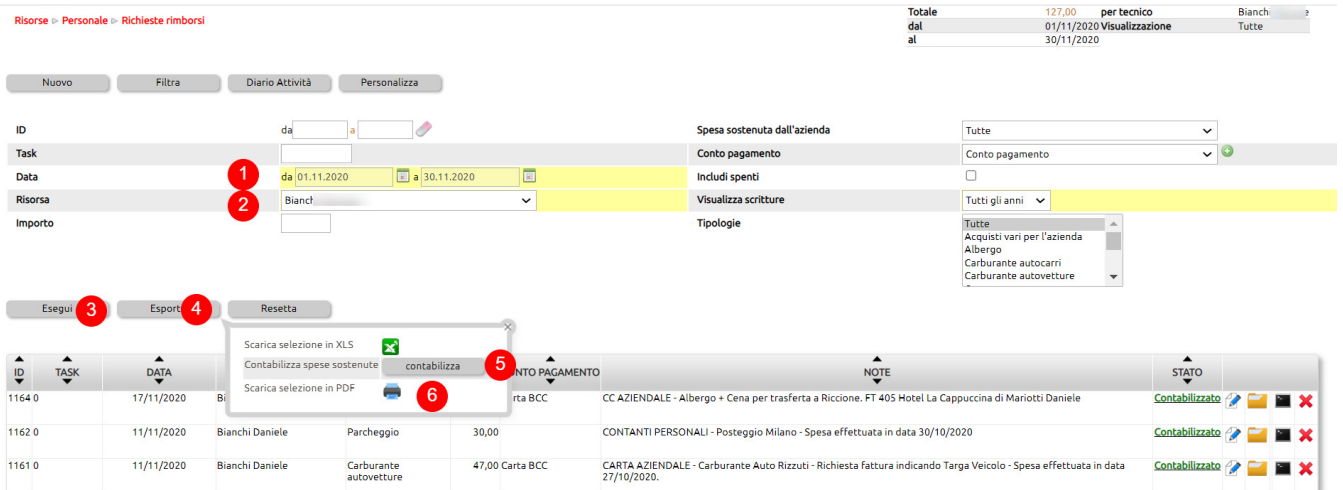 Risorse ▷ Personale ▷ Richieste rimborsi
Totale 127,00 per tecnico Bianchi
dal 01/11/2020 Visualizzazione Tutte
al 30/11/2020
Nuovo Filtra Diario Attività Personalizza
ID da a Spesa sostenuta dall'azienda Tutte
Task Conto pagamento Conto pagamento
Data 1 da 01.11.2020 a 30.11.2020 Includi spenti
Risorsa 2 Visualizza scritture Tutti gli anni
Importo Tipologie Tutte
Acquisti vari per l'azienda
Albergo
Carburante autocarri
Carburante autovetture
Esegui 3 4 Resetta
Scarica selezione in XLS
Contabilizza spese sostenute contabilizza 5
Scarica selezione in PDF 6
ID TASK DATA PAGAMENTO NOTE STATO
1164 0 17/11/2020 BCC CC AZIENDALE - Albergo + Cena per trasferta a Riccione. FT 405 Hotel La Cappuccina di Mariotti Daniele Contabilizzato
1162 0 11/11/2020 Bianchi Daniele Parcheggio 30,00 CONTANTI PERSONALI - Posteggio Milano - Spesa effettuata in data 30/10/2020 Contabilizzato
1161 0 11/11/2020 Bianchi Daniele Carburante 47,00 Carta BCC CARTA AZIENDALE - Carburante Auto Rizzuti - Richiesta fattura indicando Targa Veicolo - Spesa effettuata in data Contabilizzato
autovetture 27/10/2020.